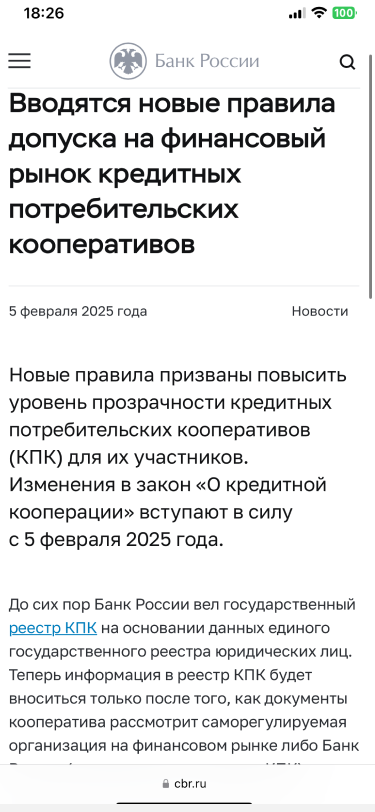 18:26
100
Банк России
Вводятся новые правила
допуска на финансовый
рынок кредитных
потребительских
кооперативов
5 февраля 2025 года
Новости
Новые правила призваны повысить
уровень прозрачности кредитных
потребительских кооперативов
(КПК) для их участников.
Изменения в закон «О кредитной
кооперации» вступают в силу
с 5 февраля 2025 года.
До сих пор Банк России вел государственный
реестр КПК на основании данных единого
государственного реестра юридических лиц.
Теперь информация в реестр КПК будет
вноситься только после того, как документы
кооператива рассмотрит саморегулируемая
организация на финансовом рынке либо Банк
cbr.ru